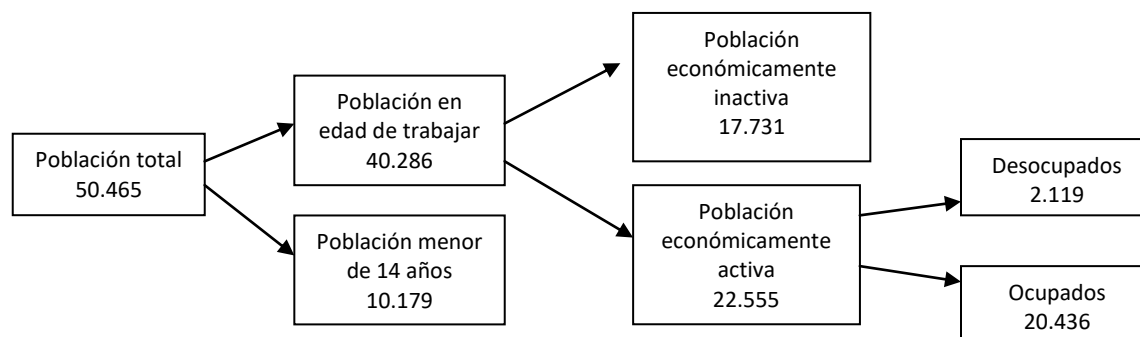 Población total
50.465
Población en
edad de trabajar
40.286
Población menor
de 14 años
10.179
Población
económicamente
inactiva
17.731
Población
económicamente
activa
22.555
Desocupados
2.119
Ocupados
20.436